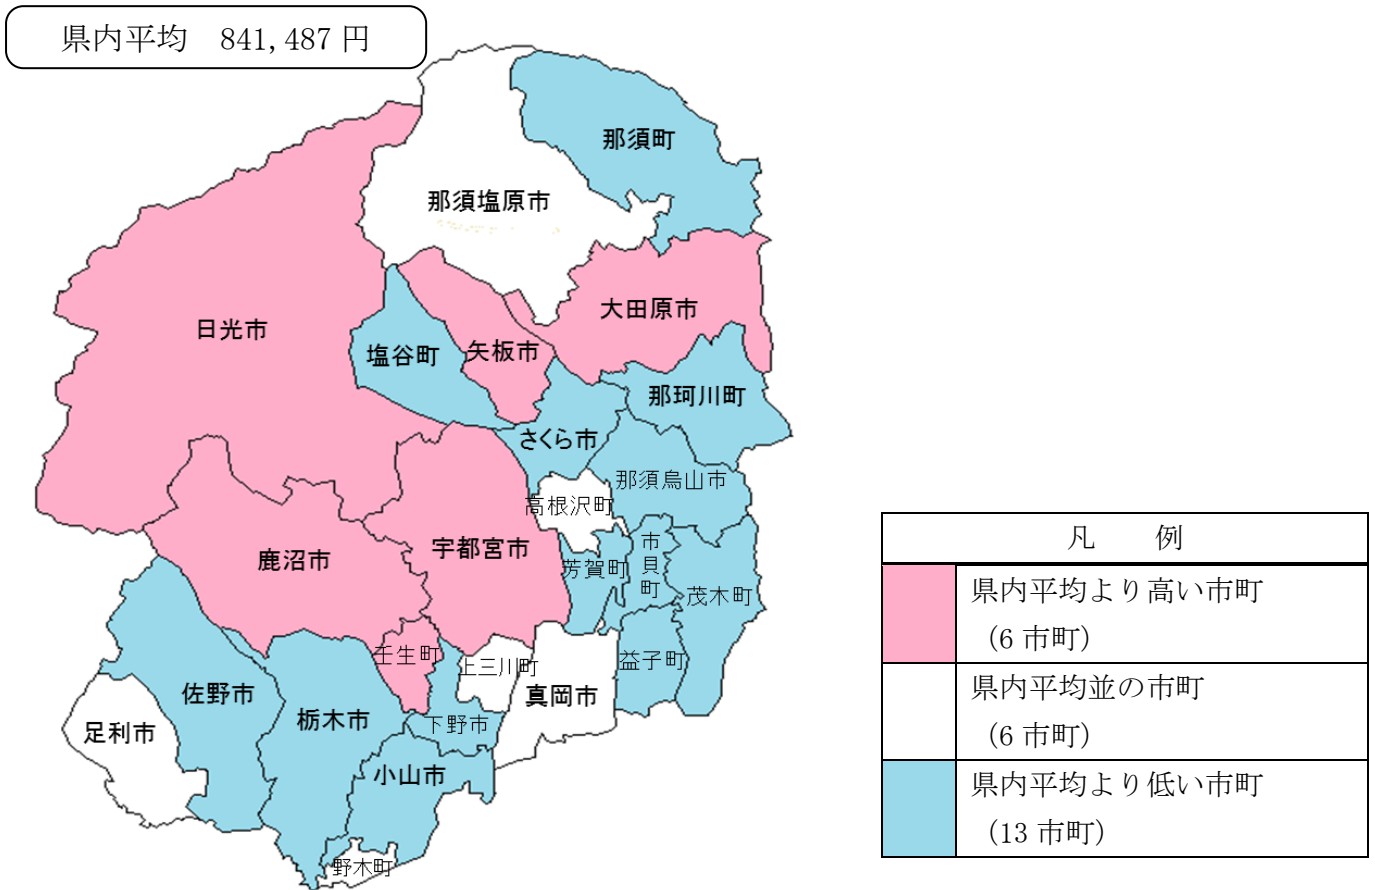 県内平均　841,487 円
那須町
那須塩原市
大田原市
日光市
矢板市
塩谷町
那珂川町
さくら市
那須烏山市
高根沢町
宇都宮市
市貝町
鹿沼市
芳賀町
茂木町
壬生町
益子町
上三川町
佐野市
真岡市
栃木市
下野市
足利市
小山市
野木町
凡　　例
県内平均より高い市町
（6 市町）
県内平均並の市町
（6 市町）
県内平均より低い市町
（13 市町）